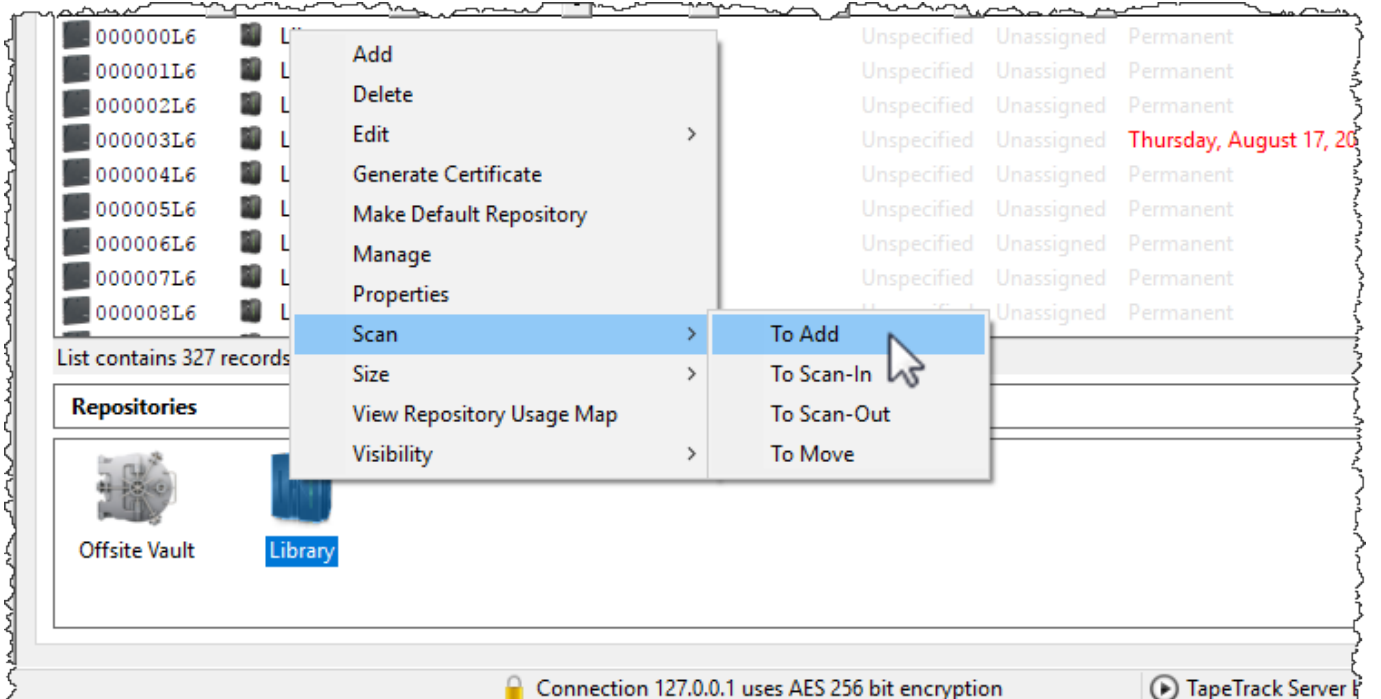 000000L6 Unspecified Unassigned Permanent
000001L6 L Unspecified Unassigned Permanent
000002L6 L Unspecified Unassigned Permanent
000003L6 L Unspecified Unassigned Thursday, August 17, 20
000004L6 L Unspecified Unassigned Permanent
000005L6 L Unspecified Unassigned Permanent
000006L6 L Unspecified Unassigned Permanent
000007L6 L Unspecified Unassigned Permanent
000008L6 L Unassigned Permanent
Add
Delete
Edit
Generate Certificate
Make Default Repository
Manage
Properties
Scan
Size
View Repository Usage Map
Visibility
To Add
To Scan-In
To Scan-Out
To Move
List contains 327 records
Repositories
Offsite Vault
Library
Connection 127.0.0.1 uses AES 256 bit encryption
TapeTrack Server